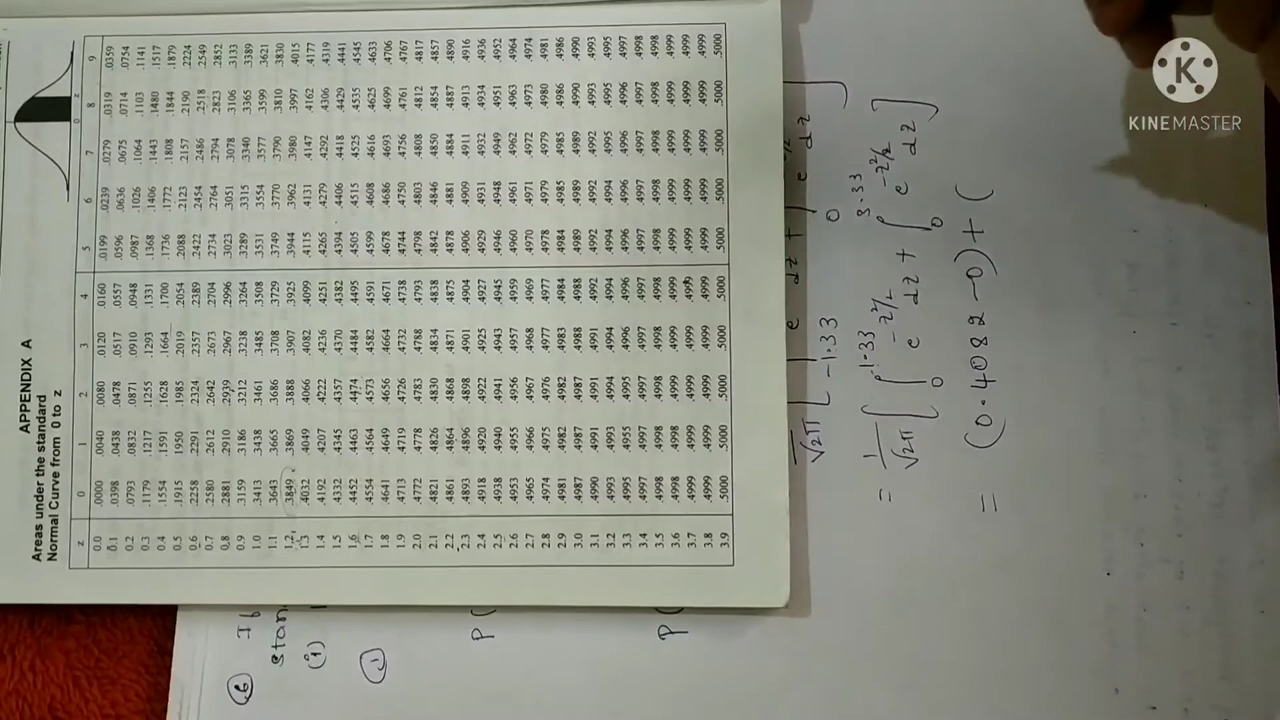 APPENDIX A
Areas under the standard
Normal Curve from 0 to z
0 z
z 0 1 2 3 4 5 6 7 8 9
0.0 .0000 .0040 .0080 .0120 .0160 .0199 .0239 .0279 .0319 .0359
0.1 .0398 .0438 .0478 .0517 .0557 .0596 .0636 .0675 .0714 .0754
0.2 .0793 .0832 .0871 .0910 .0948 .0987 .1026 .1064 .1103 .1141
0.3 .1179 .1217 .1255 .1293 .1331 .1368 .1406 .1443 .1480 .1517
0.4 .1554 .1591 .1628 .1664 .1700 .1736 .1772 .1808 .1844 .1879
0.5 .1915 .1950 .1985 .2019 .2054 .2088 .2123 .2157 .2190 .2224
0.6 .2258 .2291 .2324 .2357 .2389 .2422 .2454 .2486 .2518 .2549
0.7 .2580 .2612 .2642 .2673 .2704 .2734 .2764 .2794 .2823 .2852
0.8 .2881 .2910 .2939 .2967 .2996 .3023 .3051 .3078 .3106 .3133
0.9 .3159 .3186 .3212 .3238 .3264 .3289 .3315 .3340 .3365 .3389
1.0 .3413 .3438 .3461 .3485 .3508 .3531 .3554 .3577 .3599 .3621
1.1 .3643 .3665 .3686 .3708 .3729 .3749 .3770 .3790 .3810 .3830
1.2 .3849 .3869 .3888 .3907 .3925 .3944 .3962 .3980 .3997 .4015
1.3 .4032 .4049 .4066 .4082 .4099 .4115 .4131 .4147 .4162 .4177
1.4 .4192 .4207 .4222 .4236 .4251 .4265 .4279 .4292 .4306 .4319
1.5 .4332 .4345 .4357 .4370 .4382 .4394 .4406 .4418 .4429 .4441
1.6 .4452 .4463 .4474 .4484 .4495 .4505 .4515 .4525 .4535 .4545
1.7 .4554 .4564 .4573 .4582 .4591 .4599 .4608 .4616 .4625 .4633
1.8 .4641 .4649 .4656 .4664 .4671 .4678 .4686 .4693 .4699 .4706
1.9 .4713 .4719 .4726 .4732 .4738 .4744 .4750 .4756 .4761 .4767
2.0 .4772 .4778 .4783 .4788 .4793 .4798 .4803 .4808 .4812 .4817
2.1 .4821 .4826 .4830 .4834 .4838 .4842 .4846 .4850 .4854 .4857
2.2 .4861 .4864 .4868 .4871 .4875 .4878 .4881 .4884 .4887 .4890
2.3 .4893 .4896 .4898 .4901 .4904 .4906 .4909 .4911 .4913 .4916
2.4 .4918 .4920 .4922 .4925 .4927 .4929 .4931 .4932 .4934 .4936
2.5 .4938 .4940 .4941 .4943 .4945 .4946 .4948 .4949 .4951 .4952
2.6 .4953 .4955 .4956 .4957 .4959 .4960 .4961 .4962 .4963 .4964
2.7 .4965 .4966 .4967 .4968 .4969 .4970 .4971 .4972 .4973 .4974
2.8 .4974 .4975 .4976 .4977 .4977 .4978 .4979 .4979 .4980 .4981
2.9 .4981 .4982 .4982 .4983 .4984 .4984 .4985 .4985 .4986 .4986
3.0 .4987 .4987 .4987 .4988 .4988 .4989 .4989 .4989 .4990 .4990
3.1 .4990 .4991 .4991 .4991 .4992 .4992 .4992 .4992 .4993 .4993
3.2 .4993 .4993 .4994 .4994 .4994 .4994 .4994 .4995 .4995 .4995
3.3 .4995 .4955 .4995 .4996 .4996 .4996 .4996 .4996 .4996 .4997
3.4 .4997 .4997 .4997 .4997 .4997 .4997 .4997 .4997 .4997 .4998
3.5 .4998 .4998 .4998 .4998 .4998 .4998 .4998 .4998 .4998 .4998
3.6 .4998 .4998 .4999 .4999 .4999 .4999 .4999 .4999 .4999 .4999
3.7 .4999 .4999 .4999 .4999 .4999 .4999 .4999 .4999 .4999 .4999
3.8 .4999 .4999 .4999 .4999 .4999 .4999 .4999 .4999 .4999 .4999
3.9 .5000 .5000 .5000 .5000 .5000 .5000 .5000 .5000 .5000 .5000
6 If
stan
(i)
(i)
P(
P(
√2π [ ∫ -1.33 e dz + ∫ 0 e dz ]
= 1/√2π [ ∫ 0 -1.33 e -z²/2 dz + ∫ 0 3.33 e -z²/2 dz ]
= (0.4082 - 0) + (
K
KINEMASTER